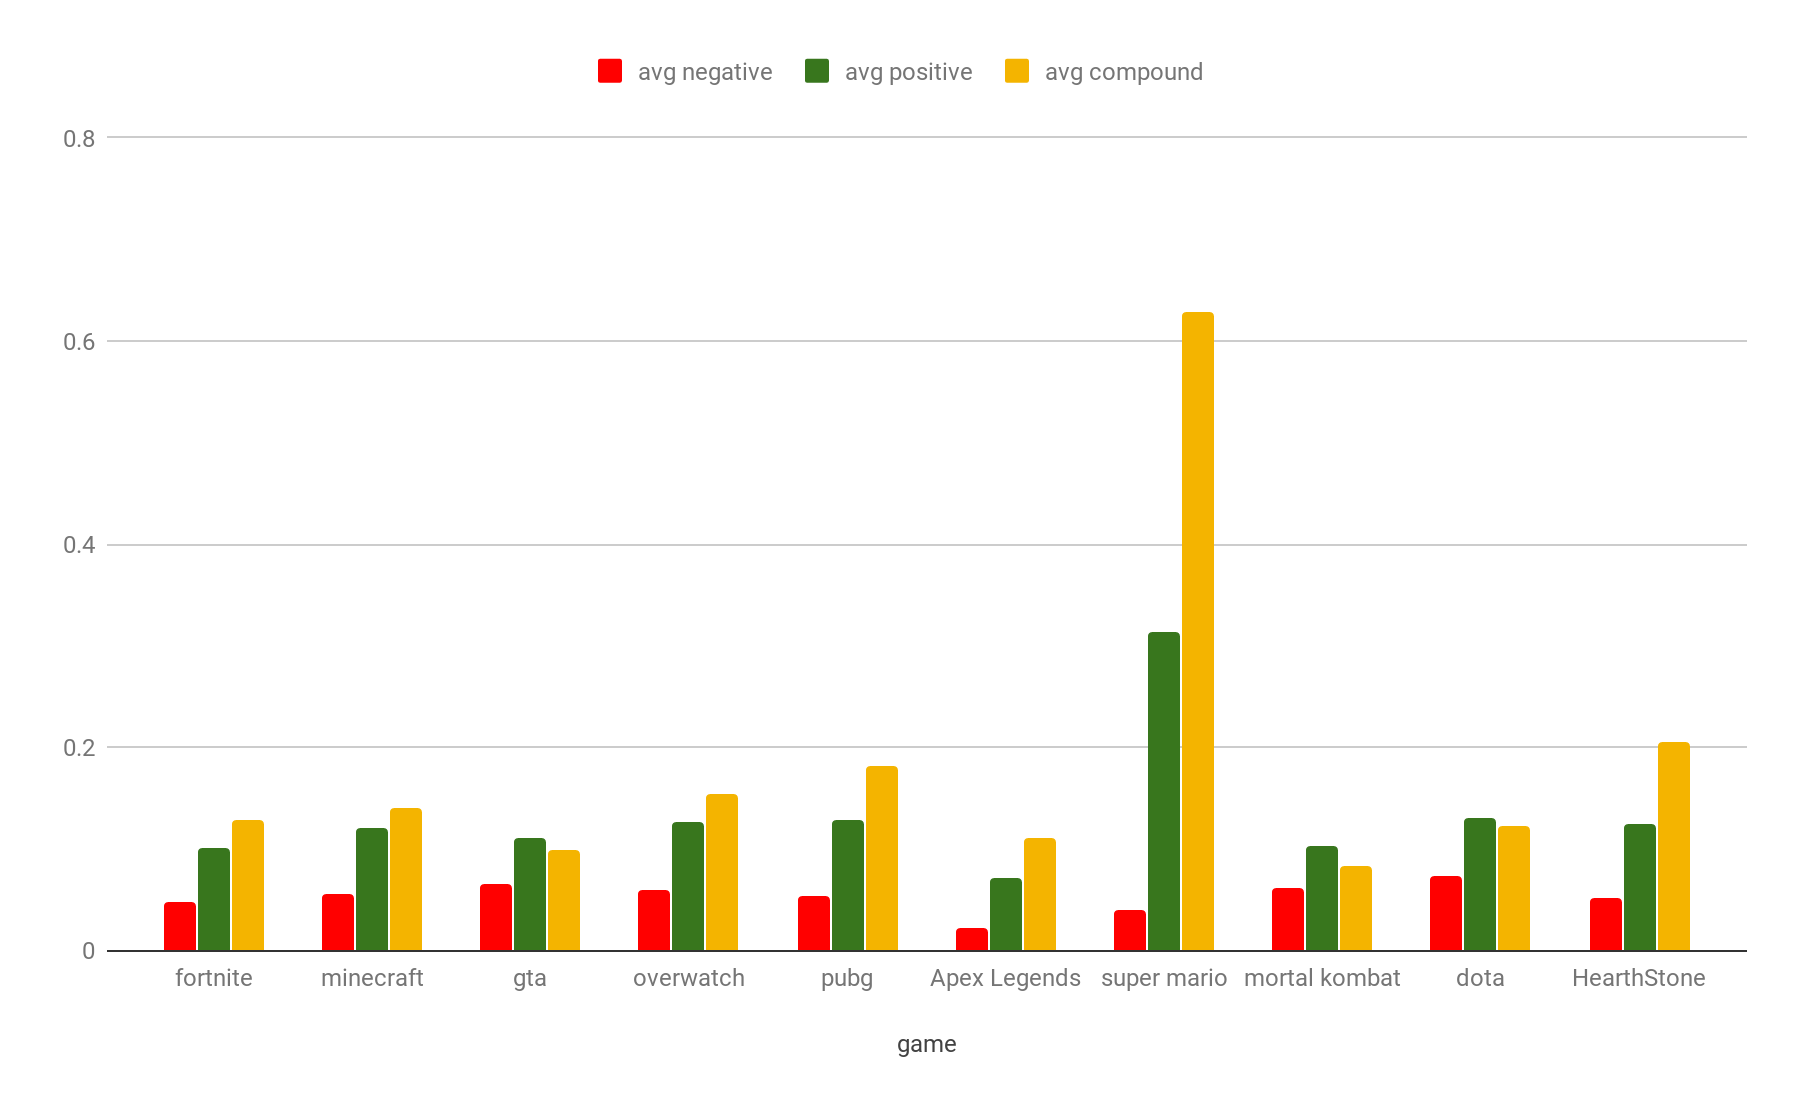 avg negative avg positive avg compound
0.8
0.6
0.4
0.2
0
fortnite minecraft gta overwatch pubg Apex Legends super mario mortal kombat dota HearthStone
game